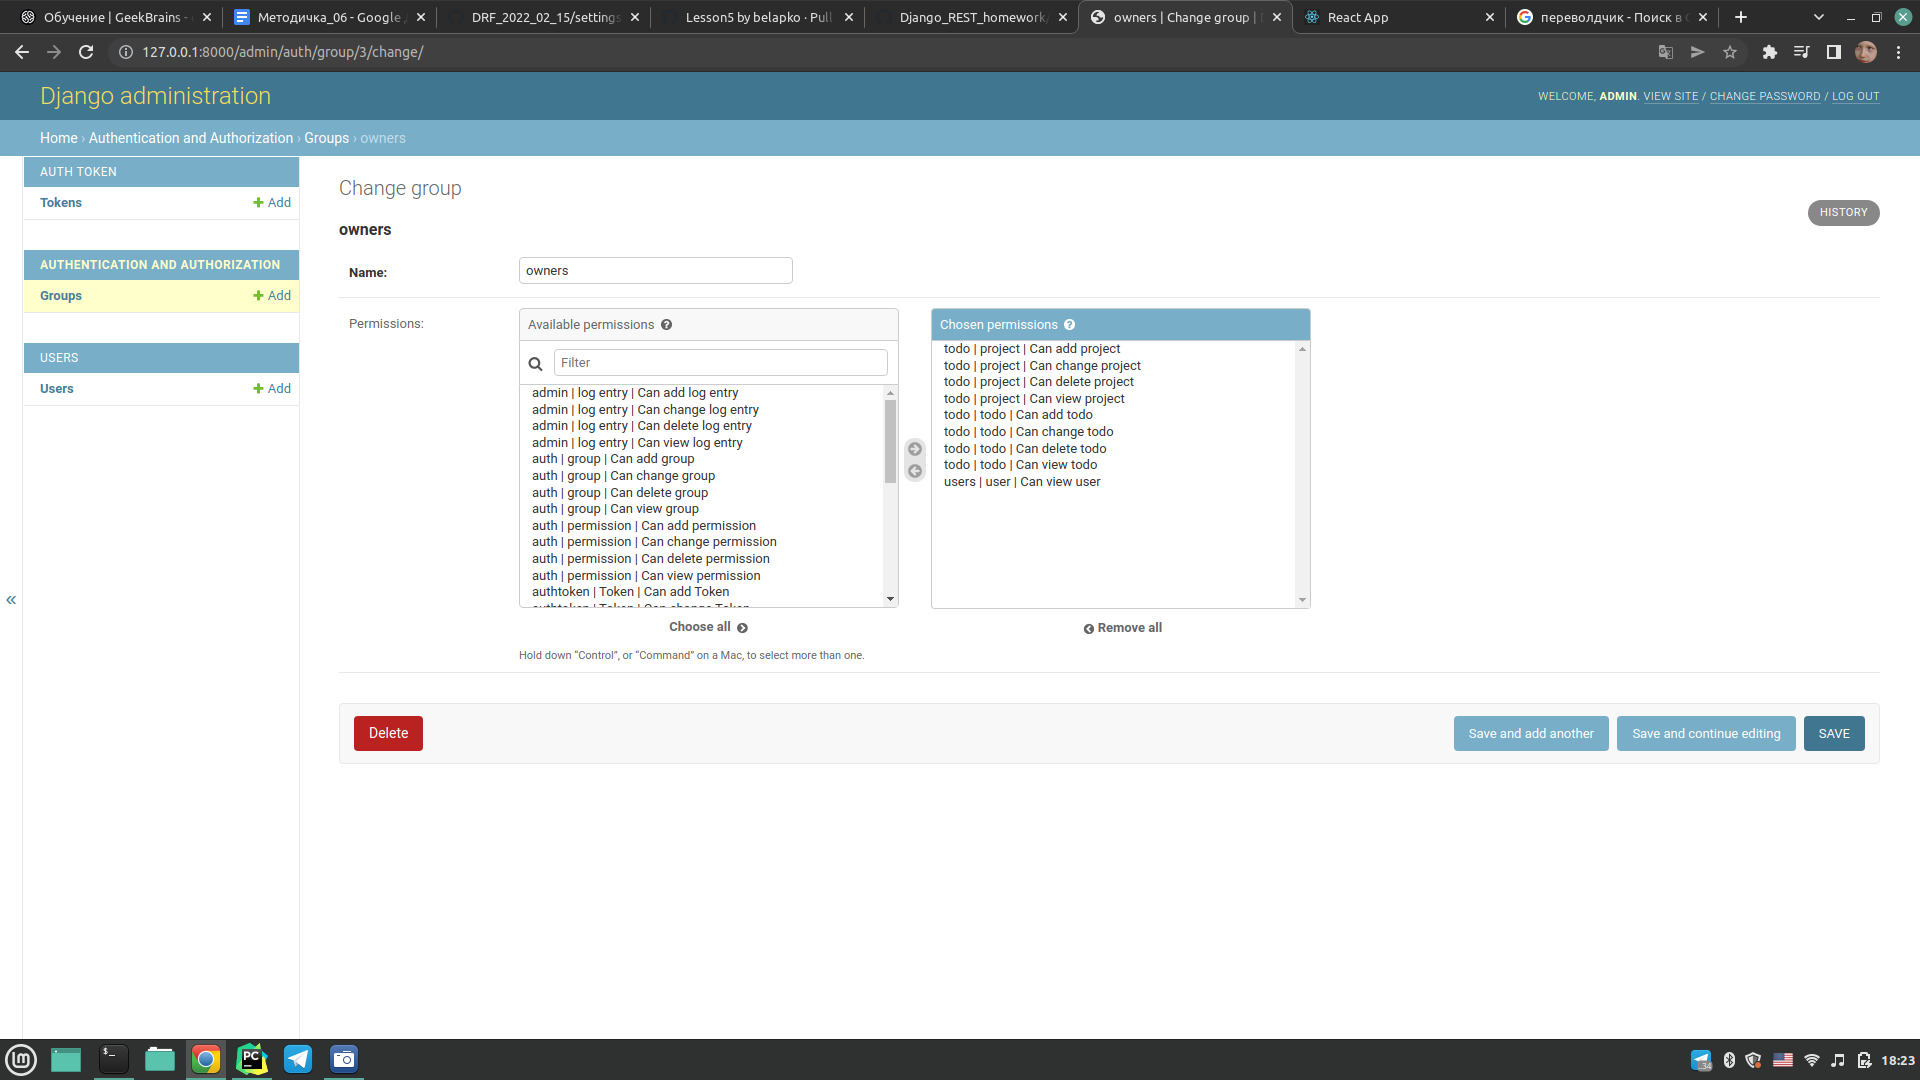 Обучение | GeekBrains -
Методичка_06 - Google
DRF_2022_02_15/settings
Lesson5 by belapko · Pull
Django_REST_homework
owners | Change group |
React App
переволдчик - Поиск в
127.0.0.1:8000/admin/auth/group/3/change/
Django administration
WELCOME, ADMIN. VIEW SITE / CHANGE PASSWORD / LOG OUT
Home › Authentication and Authorization › Groups › owners
AUTH TOKEN
Tokens
Add
AUTHENTICATION AND AUTHORIZATION
Groups
Add
USERS
Users
Add
«
Change group
HISTORY
owners
Name:
owners
Permissions:
Available permissions ?
Filter
admin | log entry | Can add log entry
admin | log entry | Can change log entry
admin | log entry | Can delete log entry
admin | log entry | Can view log entry
auth | group | Can add group
auth | group | Can change group
auth | group | Can delete group
auth | group | Can view group
auth | permission | Can add permission
auth | permission | Can change permission
auth | permission | Can delete permission
auth | permission | Can view permission
authtoken | Token | Can add Token
authtoken | Token | Can change Token
Choose all
Chosen permissions ?
todo | project | Can add project
todo | project | Can change project
todo | project | Can delete project
todo | project | Can view project
todo | todo | Can add todo
todo | todo | Can change todo
todo | todo | Can delete todo
todo | todo | Can view todo
users | user | Can view user
Remove all
Hold down “Control”, or “Command” on a Mac, to select more than one.
Delete
Save and add another
Save and continue editing
SAVE
$_
PC
34
18:23